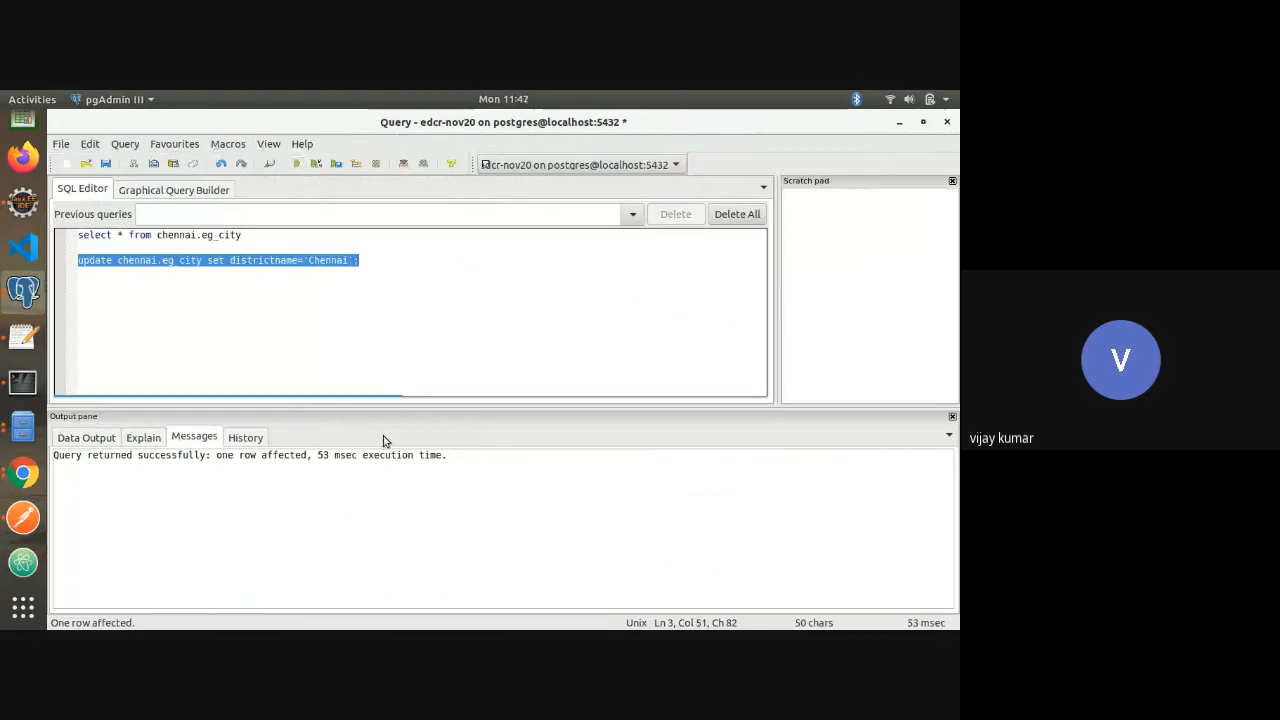 Activities pgAdmin III Mon 11:42
Query - edcr-nov20 on postgres@localhost:5432 *
File Edit Query Favourites Macros View Help
dcr-nov20 on postgres@localhost:5432
SQL Editor Graphical Query Builder
Scratch pad
Previous queries Delete Delete All
select * from chennai.eg_city
update chennai.eg_city set districtname='Chennai';
V
vijay kumar
Output pane
Data Output Explain Messages History
Query returned successfully: one row affected, 53 msec execution time.
One row affected. Unix Ln 3, Col 51, Ch 82 50 chars 53 msec